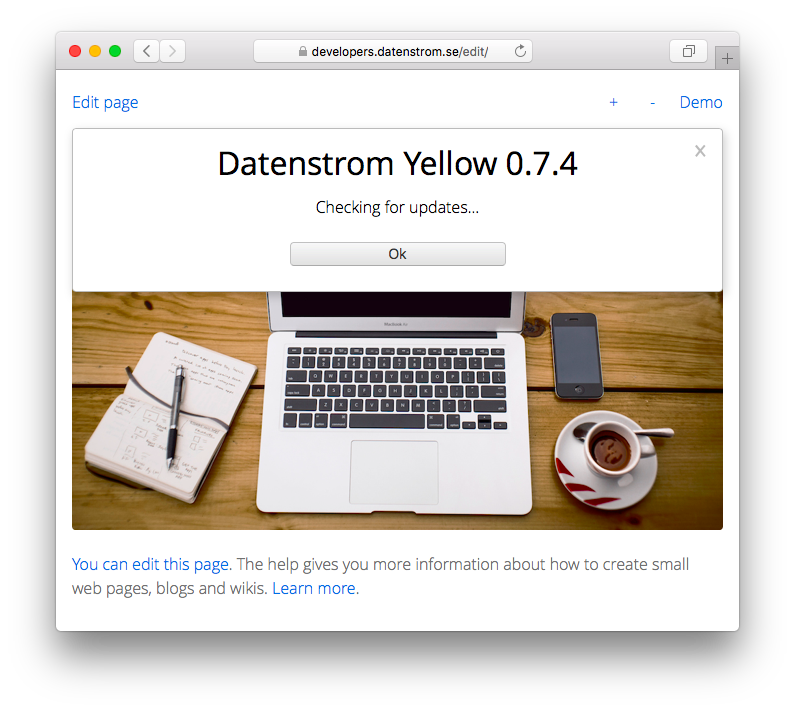 developers.datenstrom.se/edit/
Edit page + - Demo
x
Datenstrom Yellow 0.7.4
Checking for updates...
Ok
You can edit this page. The help gives you more information about how to create small
web pages, blogs and wikis. Learn more.